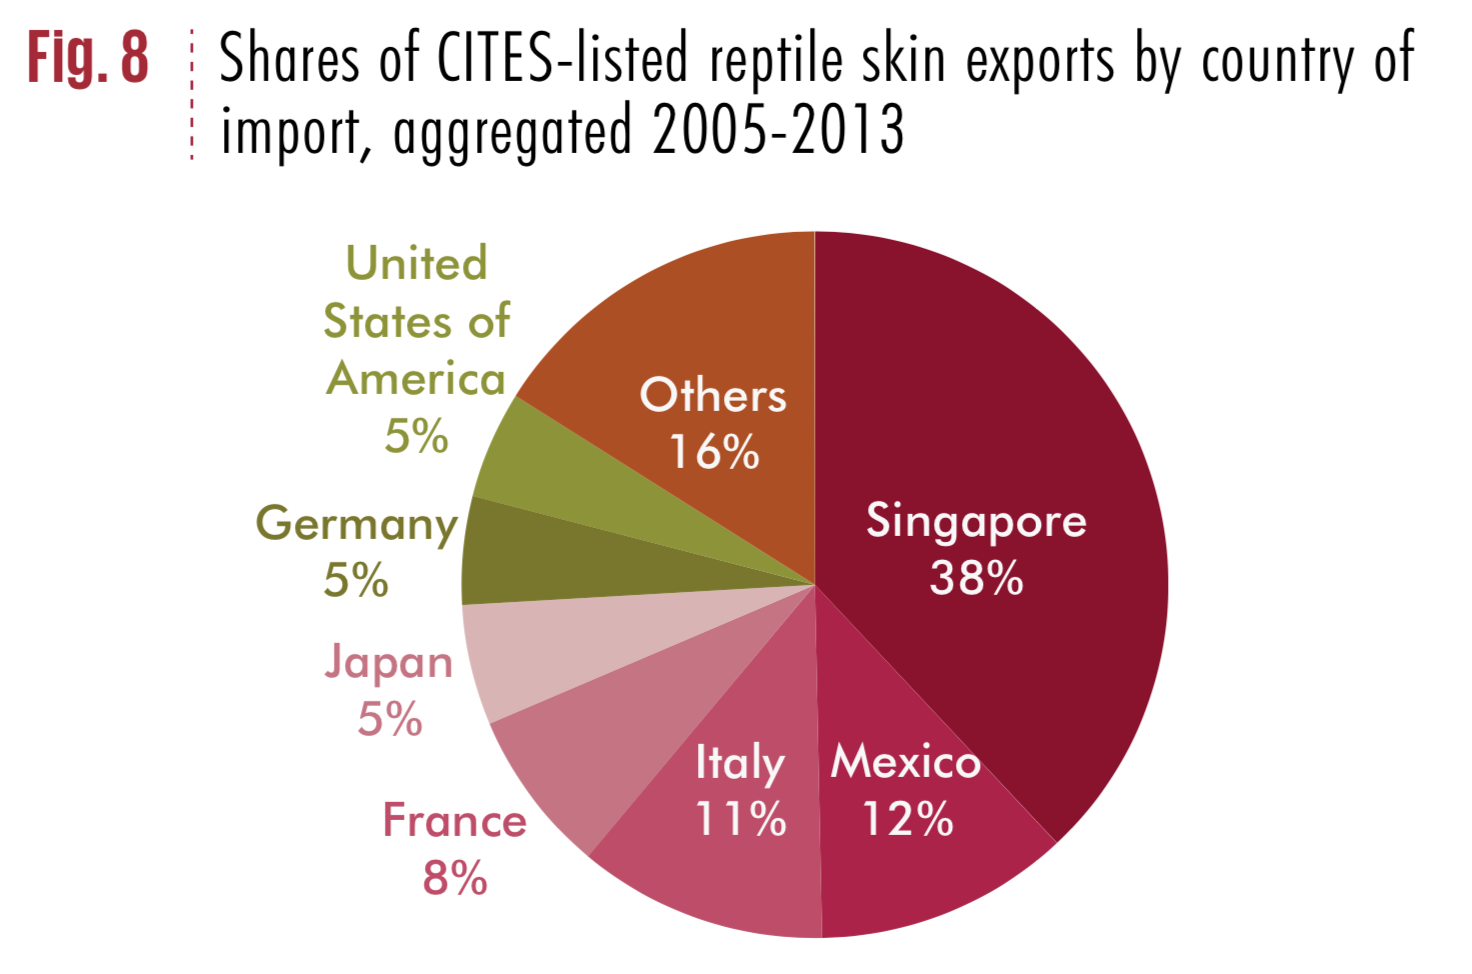 Fig. 8
Shares of CITES-listed reptile skin exports by country of
import, aggregated 2005-2013
United
States of
America
5%
Others
16%
Singapore
38%
Germany
5%
Japan
5%
Italy
11%
Mexico
12%
France
8%